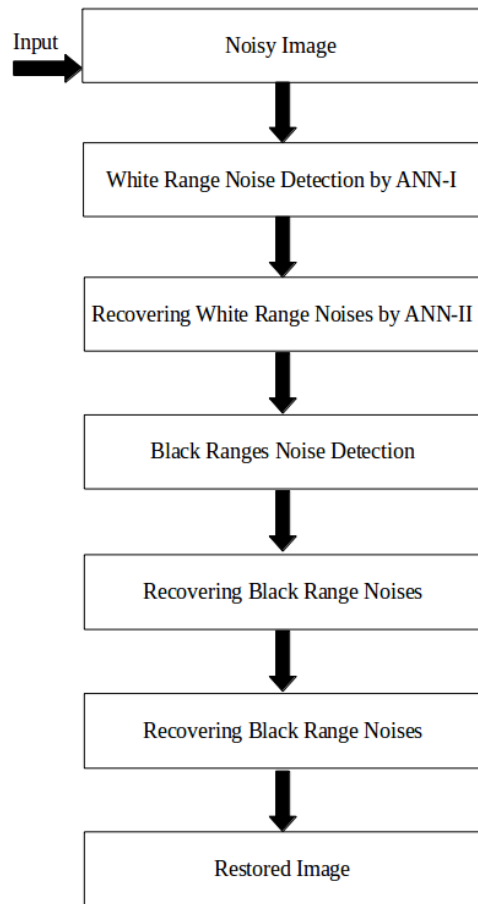 Input
Noisy Image
White Range Noise Detection by ANN-I
Recovering White Range Noises by ANN-II
Black Ranges Noise Detection
Recovering Black Range Noises
Recovering Black Range Noises
Restored Image